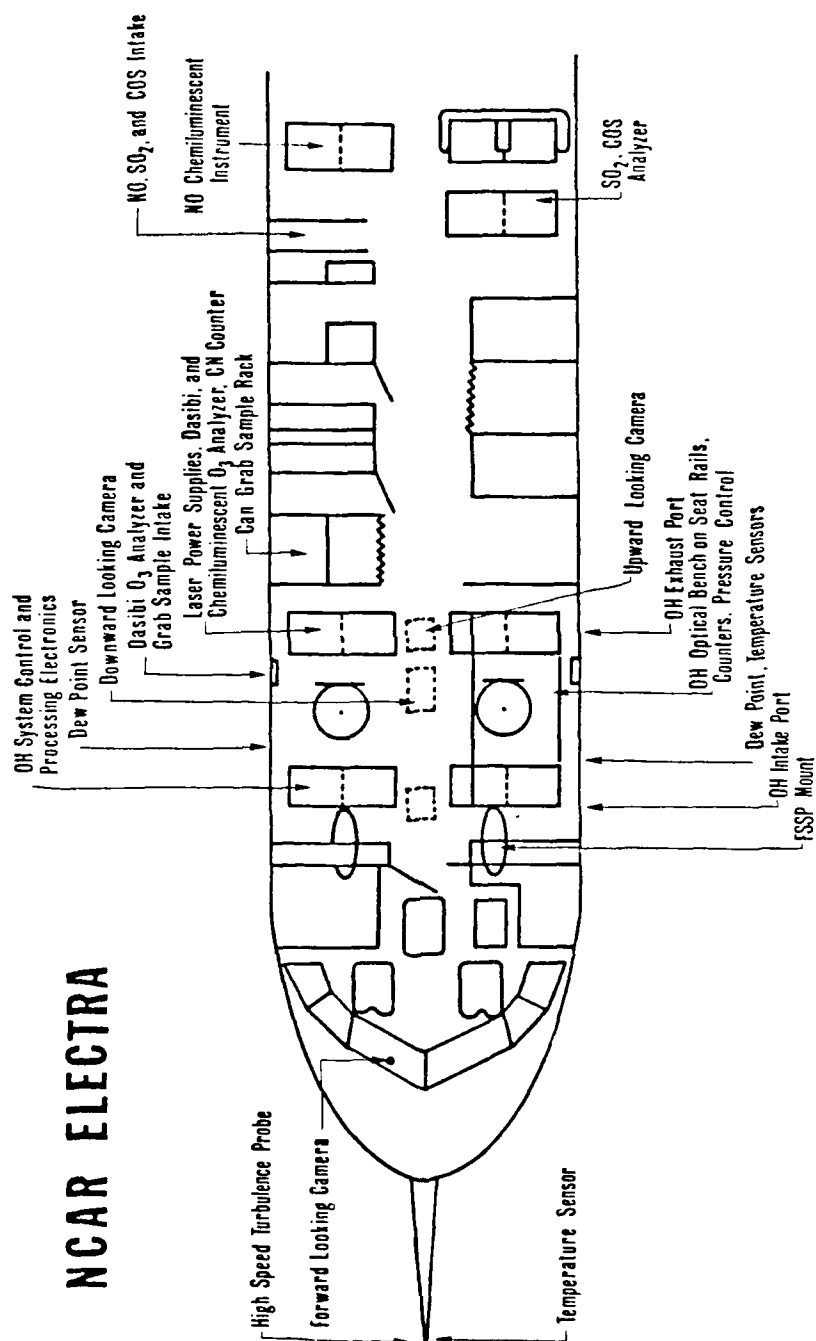 NCAR ELECTRA
High Speed Turbulence Probe
Forward Looking Camera
OH System Control and
Processing Electronics
Dew Point Sensor
Downward Looking Camera
Dasibi O₃ Analyzer and
Grab Sample Intake
Laser Power Supplies, Dasibi, and
Chemiluminescent O₃ Analyzer, CN Counter
Can Grab Sample Rack
NO, SO₂, and COS Intake
NO Chemiluminescent
Instrument
Temperature Sensor
FSSP Mount
OH Intake Port
Dew Point, Temperature Sensors
OH Optical Bench on Seat Rails,
Counters, Pressure Control
OH Exhaust Port
Upward Looking Camera
SO₂, COS
Analyzer